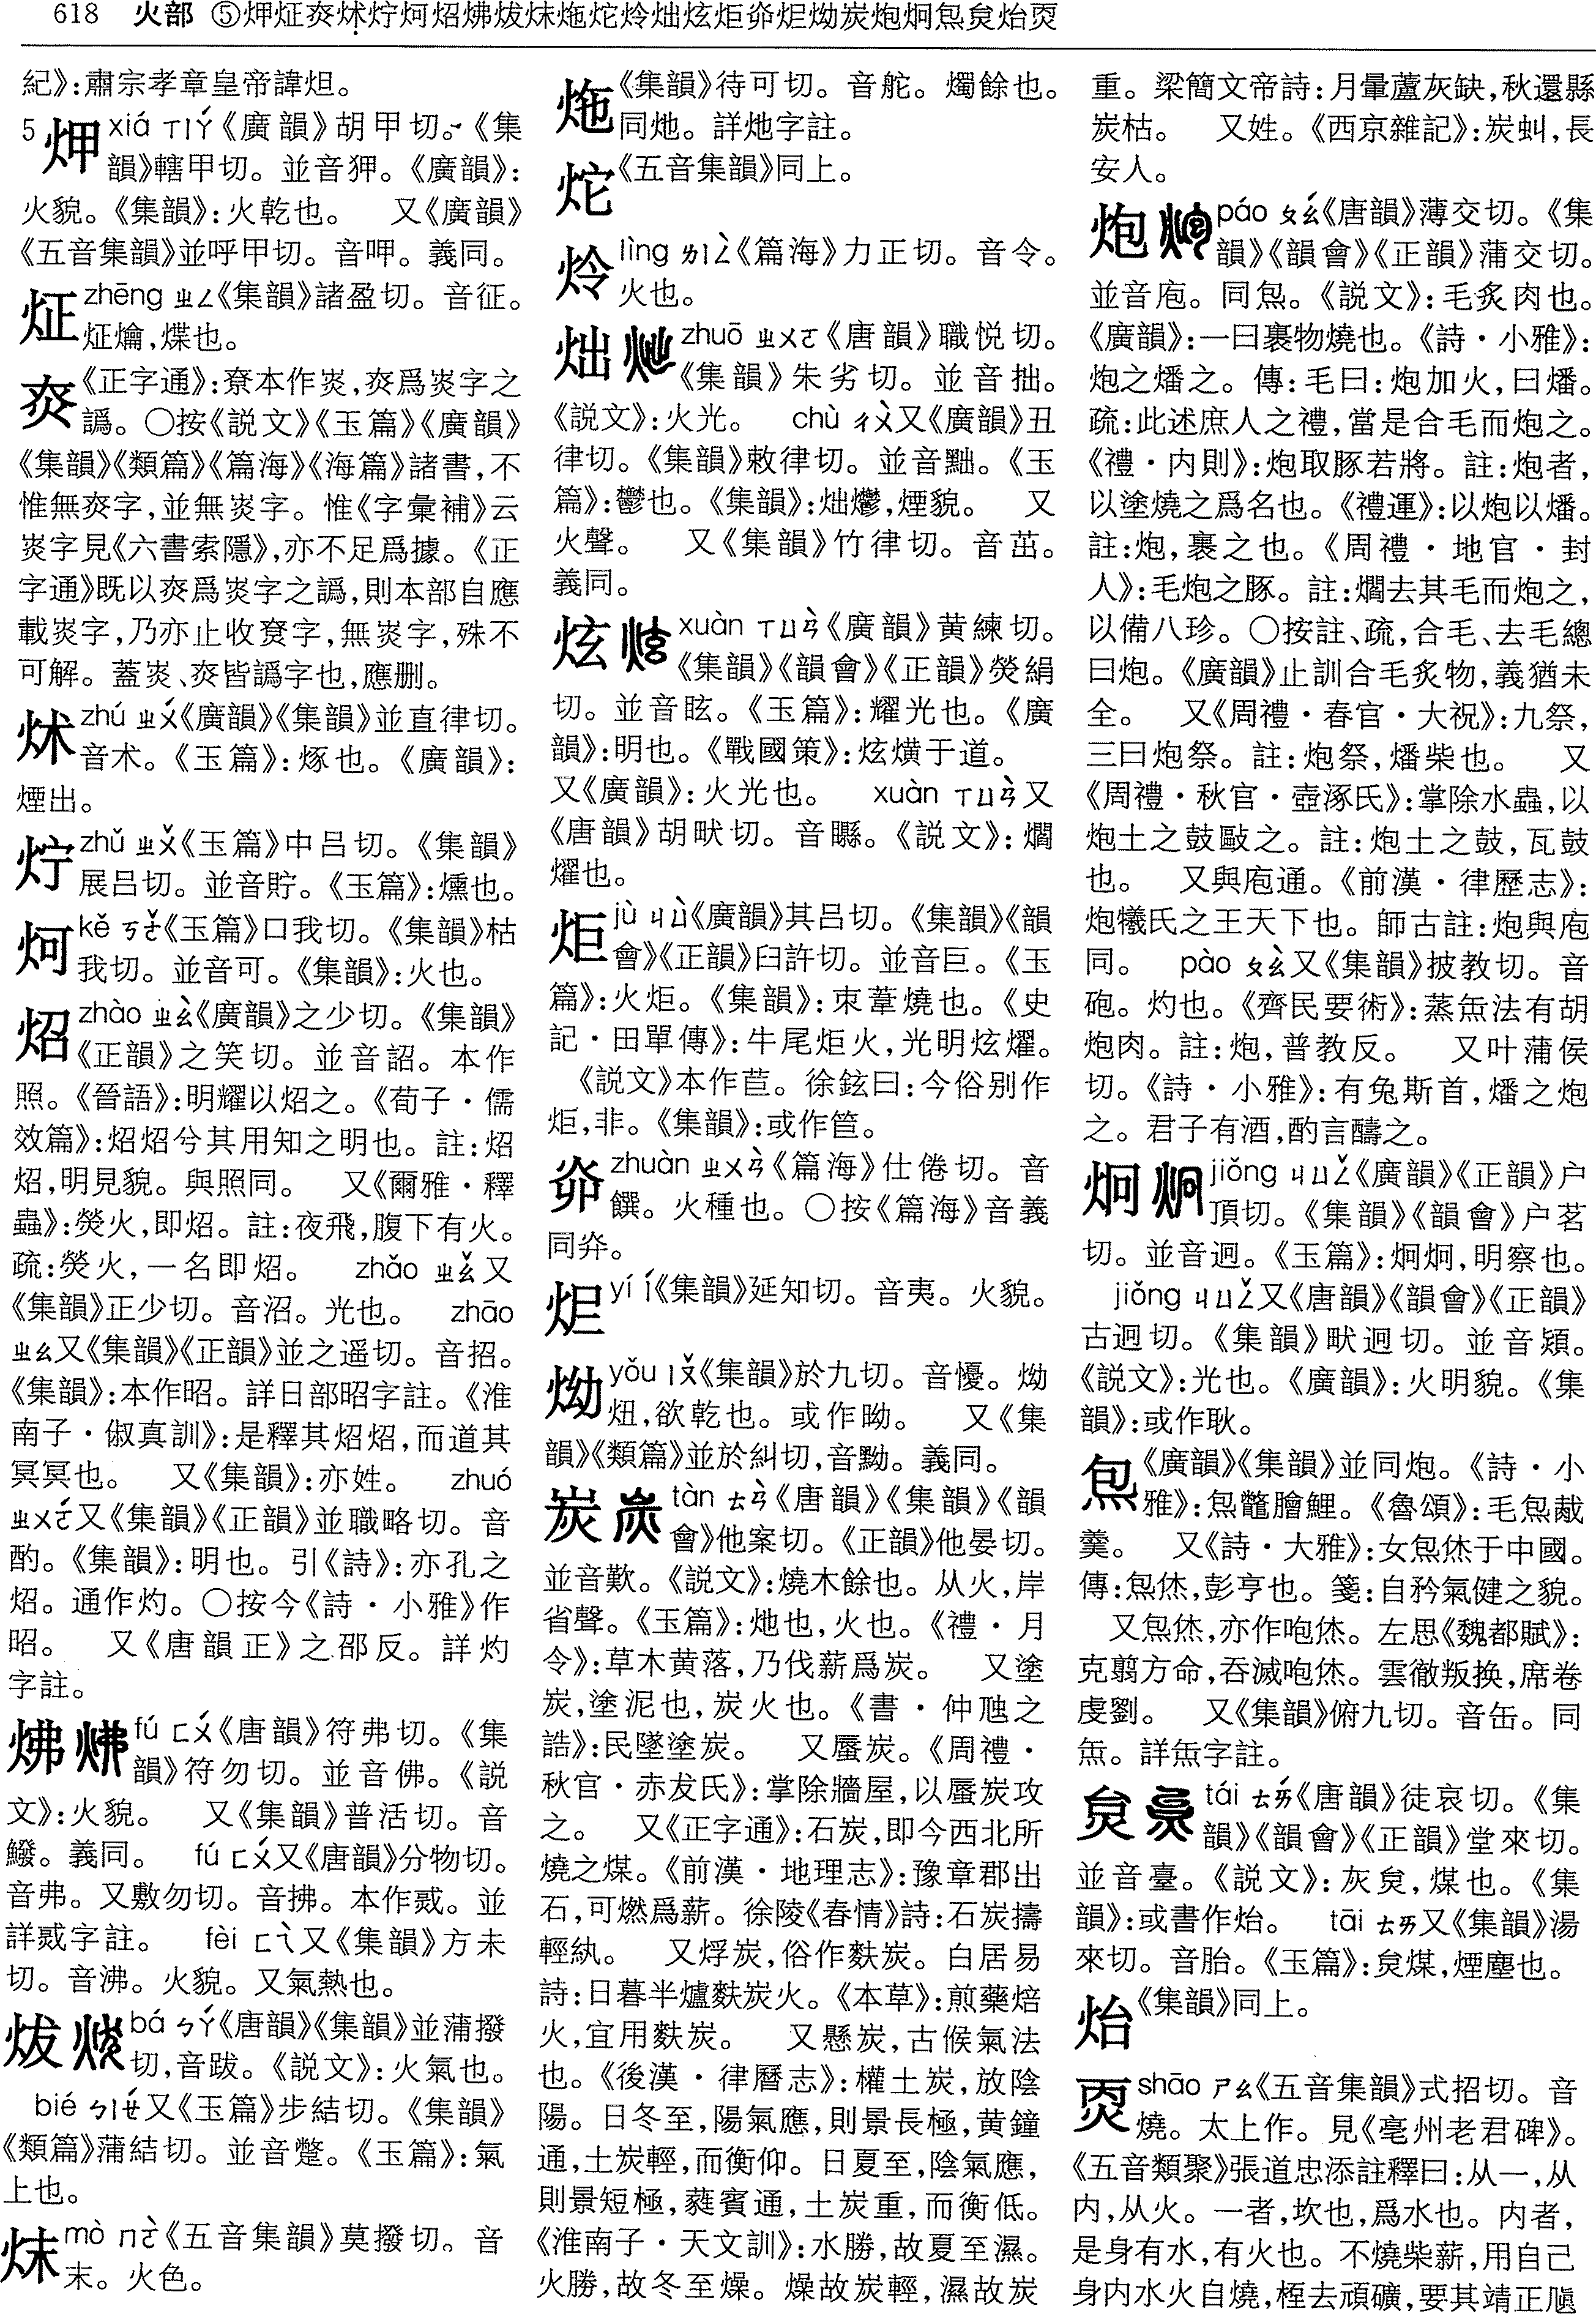 618 火部 ⑤炠炡㶣炢㶆炣炤炥炦炑㶴炨炩炪炫炬㶨炟炟炭炮炯炰炱炲㶤
紀》：肅宗孝章皇帝諱炟。
5 炠 xiá ㄒㄧㄚˊ《廣韻》胡甲切。《集
韻》轄甲切。並音狎。《廣韻》：
火貌。《集韻》：火乾也。 又《廣韻》
《五音集韻》並呼甲切。音呷。義同。
炡 zhēng ㄓㄥ《集韻》諸盈切。音征。
炡爚，煠也。
《正字通》：尞本作
爲 字之
譌。○按《説文》《玉篇》《廣韻》
《集韻》《類篇》《篇海》《海篇》諸書，不
惟無 字，並無 字。惟《字彙補》云
字見《六書索隱》，亦不足爲據。《正
字通》既以 爲 字之譌，則本部自應
載 字，乃亦止收尞字，無 字，殊不
可解。蓋 、 皆譌字也，應删。
炢 zhú ㄓㄨˊ《廣韻》《集韻》並直律切。
音术。《玉篇》：烼也。《廣韻》：
煙出。
zhǔ ㄓㄨˇ《玉篇》中吕切。《集韻》
展吕切。並音貯。《玉篇》：燻也。
炣 kě ㄎㄜˇ《玉篇》口我切。《集韻》枯
我切。並音可。《集韻》：火也。
炤 zhào ㄓㄠˋ《廣韻》之少切。《集韻》
《正韻》之笑切。並音詔。本作
照。《晉語》：明耀以炤之。《荀子·儒
效篇》：炤炤兮其用知之明也。註：炤
炤，明見貌。與照同。 又《爾雅·釋
蟲》：熒火，即炤。註：夜飛，腹下有火。
疏：熒火，一名即炤。 zhǎo ㄓㄠˇ又
《集韻》正少切。音沼。光也。 zhāo
ㄓㄠ又《集韻》《正韻》並之遥切。音招。
《集韻》：本作昭。詳日部昭字註。《淮
南子·俶真訓》：是釋其炤炤，而道其
冥冥也。 又《集韻》：亦姓。 zhuó
ㄓㄨㄛˊ又《集韻》《正韻》並職略切。音
酌。《集韻》：明也。引《詩》：亦孔之
炤。通作灼。○按今《詩·小雅》作
昭。 又《唐韻正》之邵反。詳灼
字註。
炥 fú ㄈㄨˊ《唐韻》符弗切。《集
韻》符勿切。並音佛。《説
文》：火貌。 又《集韻》普活切。音
鱍。義同。 fú ㄈㄨˊ又《唐韻》分物切。
音弗。又敷勿切。音拂。本作 。並
詳 字註。 fèi ㄈㄟˋ又《集韻》方未
切。音沸。火貌。又氣熱也。
炦 bá ㄅㄚˊ《唐韻》《集韻》並蒲撥
切，音跋。《説文》：火氣也。
bié ㄅㄧㄝˊ又《玉篇》步結切。《集韻》
《類篇》蒲結切。並音蹩。《玉篇》：氣
上也。
mò ㄇㄛˋ《五音集韻》莫撥切。音
末。火色。
《集韻》待可切。音舵。燭餘也。
同灺。詳灺字註。
炨《五音集韻》同上。
炩 lìng ㄌㄧㄥˋ《篇海》力正切。音令。
火也。
炪 zhuō ㄓㄨㄛ《唐韻》職悦切。
《集韻》朱劣切。並音拙。
《説文》：火光。 chù ㄔㄨˋ又《廣韻》丑
律切。《集韻》敕律切。並音黜。《玉
篇》：鬱也。《集韻》：炪爩，煙貌。 又
火聲。 又《集韻》竹律切。音茁。
義同。
炫 xuàn ㄒㄩㄢˋ《廣韻》黄練切。
《集韻》《韻會》《正韻》熒絹
切。並音眩。《玉篇》：耀光也。《廣
韻》：明也。《戰國策》：炫熿于道。
又《廣韻》：火光也。 xuàn ㄒㄩㄢˋ又
《唐韻》胡畎切。音縣。《説文》：爓
燿也。
炬 jù ㄐㄩˋ《廣韻》其吕切。《集韻》《韻
會》《正韻》臼許切。並音巨。《玉
篇》：火炬。《集韻》：束葦燒也。《史
記·田單傳》：牛尾炬火，光明炫燿。
《説文》本作苣。徐鉉曰：今俗别作
炬，非。《集韻》：或作笸。
zhuàn ㄓㄨㄢˋ《篇海》仕倦切。音
饌。火種也。○按《篇海》音義
同灷。
yí ㄧˊ《集韻》延知切。音夷。火貌。
yǒu ㄧㄡˇ《集韻》於九切。音懮。
炄，欲乾也。或作 。 又《集
韻》《類篇》並於糾切，音黝。義同。
炭 tàn ㄊㄢˋ《唐韻》《集韻》《韻
會》他案切。《正韻》他晏切。
並音歎。《説文》：燒木餘也。从火，岸
省聲。《玉篇》：灺也，火也。《禮·月
令》：草木黄落，乃伐薪爲炭。 又塗
炭，塗泥也，炭火也。《書·仲虺之
誥》：民墜塗炭。 又蜃炭。《周禮·
秋官·赤犮氏》：掌除牆屋，以蜃炭攻
之。 又《正字通》：石炭，即今西北所
燒之煤。《前漢·地理志》：豫章郡出
石，可燃爲薪。徐陵《春情》詩：石炭擣
輕紈。 又烰炭，俗作麩炭。白居易
詩：日暮半爐麩炭火。《本草》：煎藥焙
火，宜用麩炭。 又懸炭，古候氣法
也。《後漢·律曆志》：權土炭，放陰
陽。日冬至，陽氣應，則景長極，黄鐘
通，土炭輕，而衡仰。日夏至，陰氣應，
則景短極，蕤賓通，土炭重，而衡低。
《淮南子·天文訓》：水勝，故夏至濕。
火勝，故冬至燥。燥故炭輕，濕故炭
重。梁簡文帝詩：月暈蘆灰缺，秋還縣
炭枯。 又姓。《西京雜記》：炭虯，長
安人。
炮 páo ㄆㄠˊ《唐韻》薄交切。《集
韻》《韻會》《正韻》蒲交切。
並音庖。同炰。《説文》：毛炙肉也。
《廣韻》：一曰裹物燒也。《詩·小雅》：
炮之燔之。傳：毛曰：炮加火，曰燔。
疏：此述庶人之禮，當是合毛而炮之。
《禮·内則》：炮取豚若將。註：炮者，
以塗燒之爲名也。《禮運》：以炮以燔。
註：炮，裹之也。《周禮·地官·封
人》：毛炮之豚。註：爓去其毛而炮之，
以備八珍。○按註、疏，合毛、去毛總
曰炮。《廣韻》止訓合毛炙物，義猶未
全。 又《周禮·春官·大祝》：九祭，
三曰炮祭。註：炮祭，燔柴也。 又
《周禮·秋官·壺涿氏》：掌除水蟲，以
炮土之鼓敺之。註：炮土之鼓，瓦鼓
也。 又與庖通。《前漢·律歷志》：
炮犧氏之王天下也。師古註：炮與庖
同。 pào ㄆㄠˋ又《集韻》披教切。音
砲。灼也。《齊民要術》：蒸缹法有胡
炮肉。註：炮，普教反。 又叶蒲侯
切。《詩·小雅》：有兔斯首，燔之炮
之。君子有酒，酌言醻之。
炯 jiǒng ㄐㄩㄥˇ《廣韻》《正韻》户
頂切。《集韻》《韻會》户茗
切。並音迥。《玉篇》：炯炯，明察也。
jiǒng ㄐㄩㄥˇ又《唐韻》《韻會》《正韻》
古迥切。《集韻》畎迥切。並音熲。
《説文》：光也。《廣韻》：火明貌。《集
韻》：或作耿。
炰《廣韻》《集韻》並同炮。《詩·小
雅》：炰鼈膾鯉。《魯頌》：毛炰胾
羹。 又《詩·大雅》：女炰烋于中國。
傳：炰烋，彭亨也。箋：自矜氣健之貌。
又炰烋，亦作咆烋。左思《魏都賦》：
克翦方命，吞滅咆烋。雲徹叛换，席卷
虔劉。 又《集韻》俯九切。音缶。同
缹。詳缹字註。
炱 tái ㄊㄞˊ《唐韻》徒哀切。《集
韻》《韻會》《正韻》堂來切。
並音臺。《説文》：灰炱，煤也。《集
韻》：或書作炲。 tāi ㄊㄞ又《集韻》湯
來切。音胎。《玉篇》：炱煤，煙塵也。
炲《集韻》同上。
shāo ㄕㄠ《五音集韻》式招切。音
燒。太上作。見《亳州老君碑》。
《五音類聚》張道忠添註釋曰：从一，从
内，从火。一者，坎也，爲水也。内者，
是身有水，有火也。不燒柴薪，用自己
身内水火自燒，桎去頑礦，要其靖正